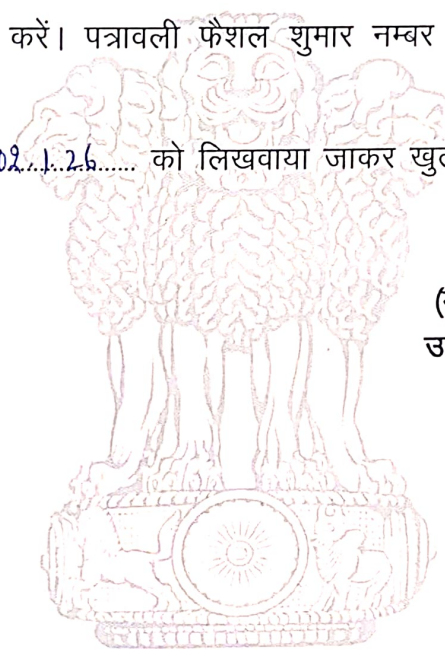 करें। पत्रावली फैशल शुमार नम्बर
02.1.26 को लिखवाया जाकर